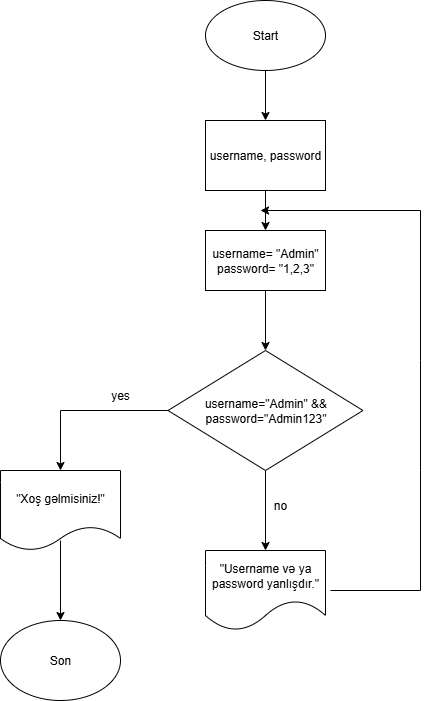 Start
username, password
username= "Admin"
password= "1,2,3"
username="Admin" &&
password="Admin123"
yes
no
"Xoş gəlmisiniz!"
"Username və ya
password yanlışdır."
Son